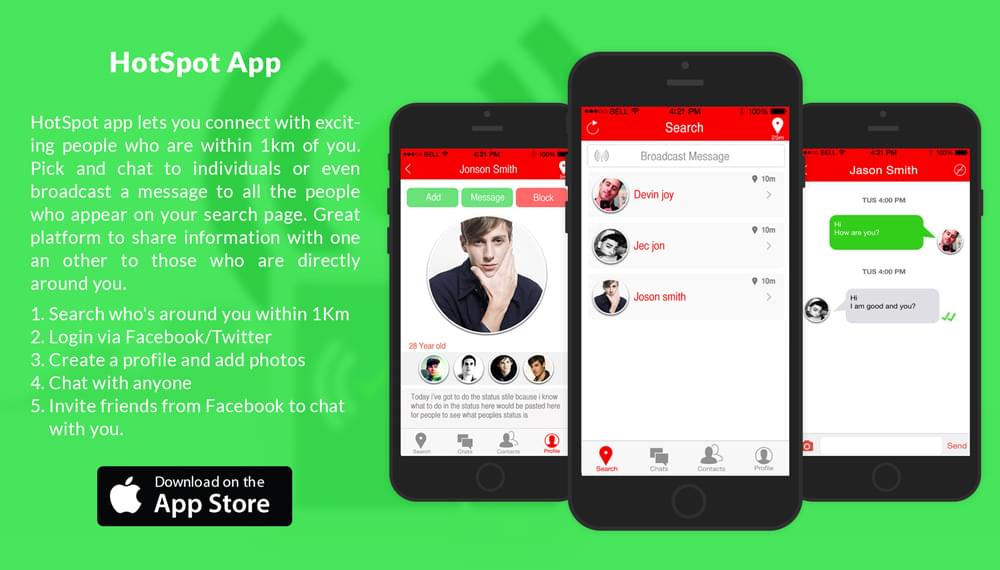 HotSpot App
HotSpot app lets you connect with excit-
ing people who are within 1km of you.
Pick and chat to individuals or even
broadcast a message to all the people
who appear on your search page. Great
platform to share information with one
an other to those who are directly
around you.
1. Search who's around you within 1Km
2. Login via Facebook/Twitter
3. Create a profile and add photos
4. Chat with anyone
5. Invite friends from Facebook to chat
with you.
Download on the
App Store
BELL 4:21 PM 100%
Jonson Smith
Add Message Block
28 Year old
Today i've got to do the status stile bcause i know
what to do in the status here would be pasted here
for people to see what peoples status is
Search Chats Contacts Profile
BELL 4:21 PM 100%
Search
25m
Broadcast Message
10m
Devin joy
10m
Jec jon
10m
Joson smith
Search Chats Contacts Profile
BELL 4:21 PM 100%
Jason Smith
TUS 4:00 PM
Hi
How are you?
TUS 4:00 PM
Hi
I am good and you?
Send